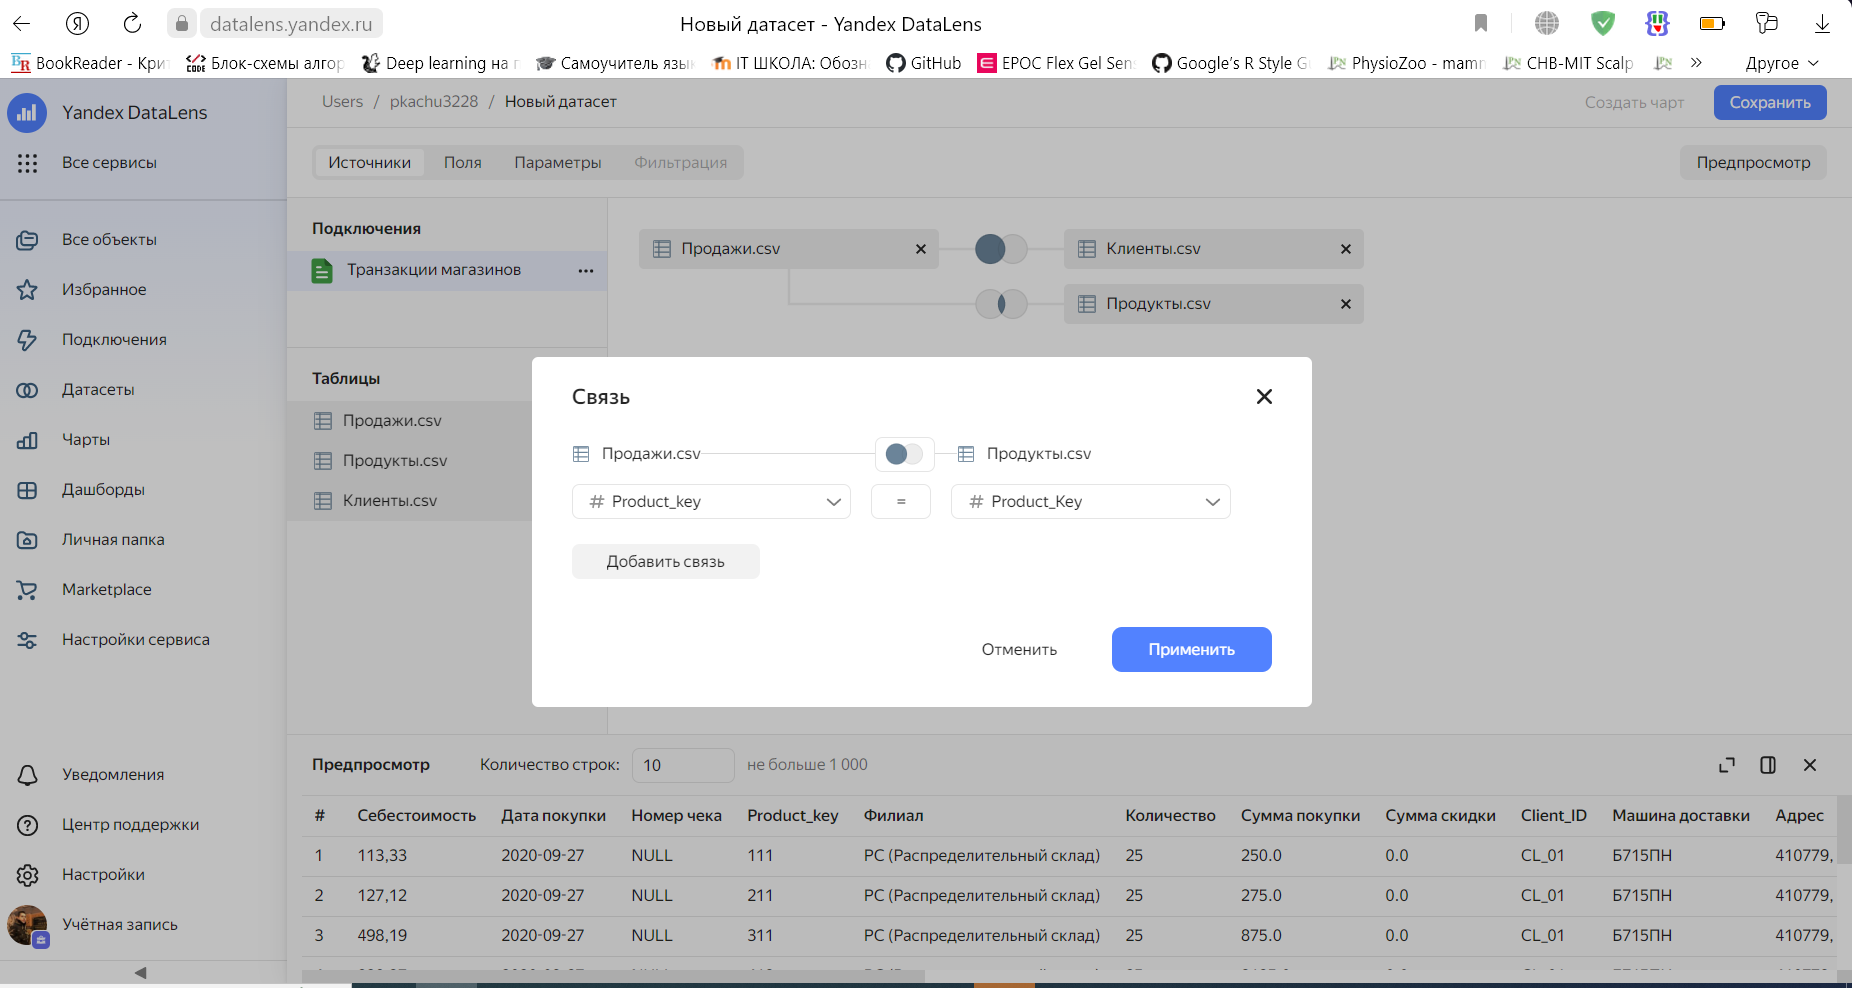 Я
datalens.yandex.ru
Новый датасет - Yandex DataLens
BookReader - Кри
Блок-схемы алгор
Deep learning на
Самоучитель язык
IT ШКОЛА: Обозн
GitHub
EPOC Flex Gel Sen
Google's R Style G
PhysioZoo - mam
CHB-MIT Scalp
»
Другое
Yandex DataLens
Все сервисы
Все объекты
Избранное
Подключения
Датасеты
Чарты
Дашборды
Личная папка
Marketplace
Настройки сервиса
Уведомления
Центр поддержки
Настройки
Учётная запись
Users / pkachu3228 / Новый датасет
Создать чарт
Сохранить
Источники Поля Параметры Фильтрация
Предпросмотр
Подключения
Транзакции магазинов
Таблицы
Продажи.csv
Продукты.csv
Клиенты.csv
Продажи.csv
Клиенты.csv
Продукты.csv
Связь
Продажи.csv Продукты.csv
# Product_key = # Product_Key
Добавить связь
Отменить Применить
Предпросмотр Количество строк: 10 не больше 1 000
# Себестоимость Дата покупки Номер чека Product_key Филиал Количество Сумма покупки Сумма скидки Client_ID Машина доставки Адрес
1 113,33 2020-09-27 NULL 111 РС (Распределительный склад) 25 250.0 0.0 CL_01 Б715ПН 410779,
2 127,12 2020-09-27 NULL 211 РС (Распределительный склад) 25 275.0 0.0 CL_01 Б715ПН 410779,
3 498,19 2020-09-27 NULL 311 РС (Распределительный склад) 25 875.0 0.0 CL_01 Б715ПН 410779,